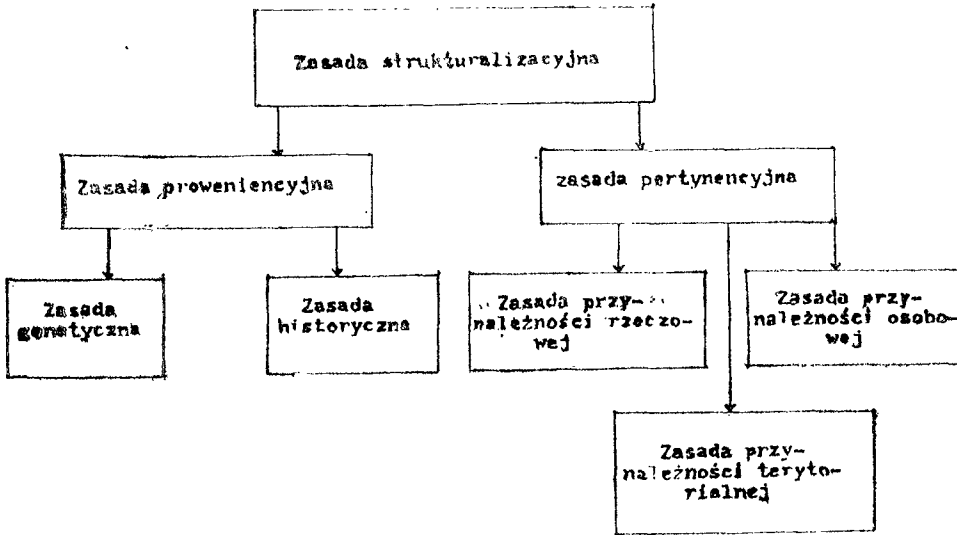 Zasada strukturalizacyjna
Zasada proweniencyjna
zasada pertynencyjna
Zasada
genetyczna
Zasada
historyczna
Zasada przy-
należności rzeczo-
wej
Zasada przy-
należności osobo-
wej
Zasada przy-
należności teryto-
rialnej